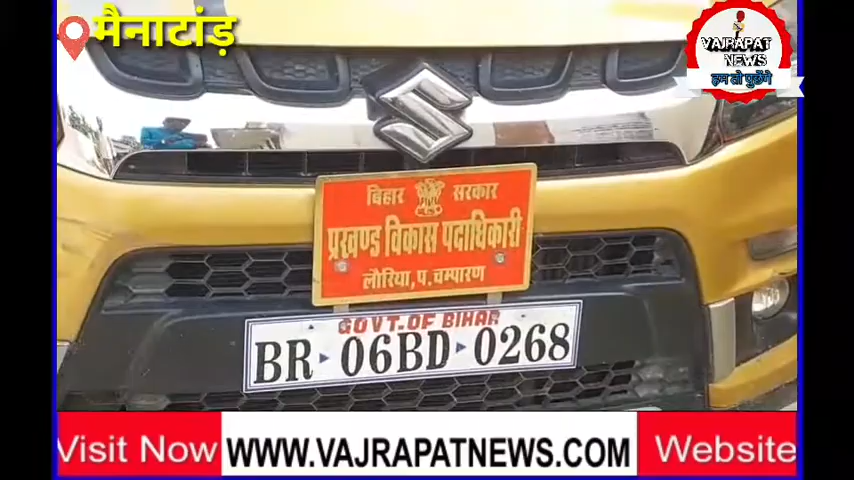 मैनाटांड़
VAJRAPAT
NEWS
हम तो पुछेगें
बिहार सरकार
प्रखण्ड विकास पदाधिकारी
लौरिया, प. चम्पारण
GOVT-OF BIHAR
BR 06BD 0268
Visit Now WWW.VAJRAPATNEWS.COM Website